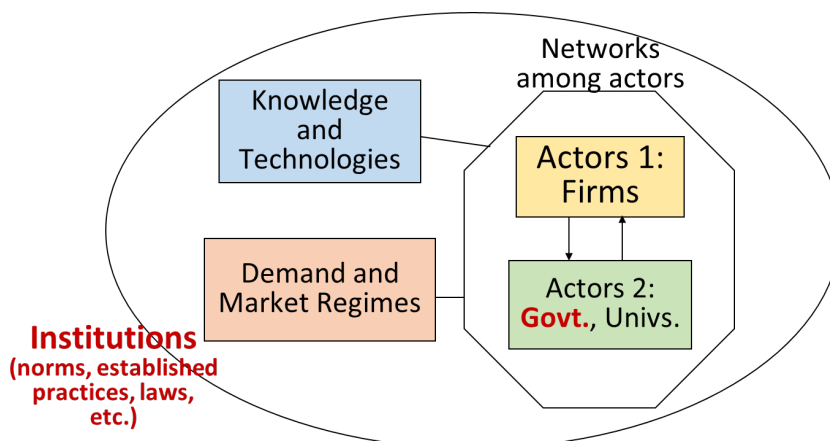 Networks
among actors
Knowledge
and
Technologies
Actors 1:
Firms
Demand and
Market Regimes
Actors 2:
Govt., Univs.
Institutions
(norms, established
practices, laws,
etc.)